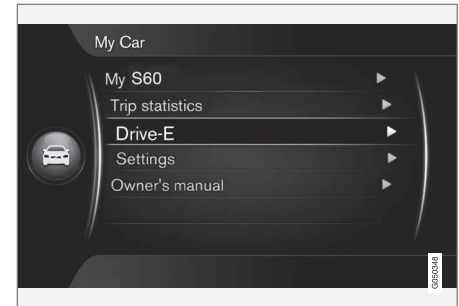 My Car
My S60
Trip statistics
Drive-E
Settings
Owner's manual
G050348